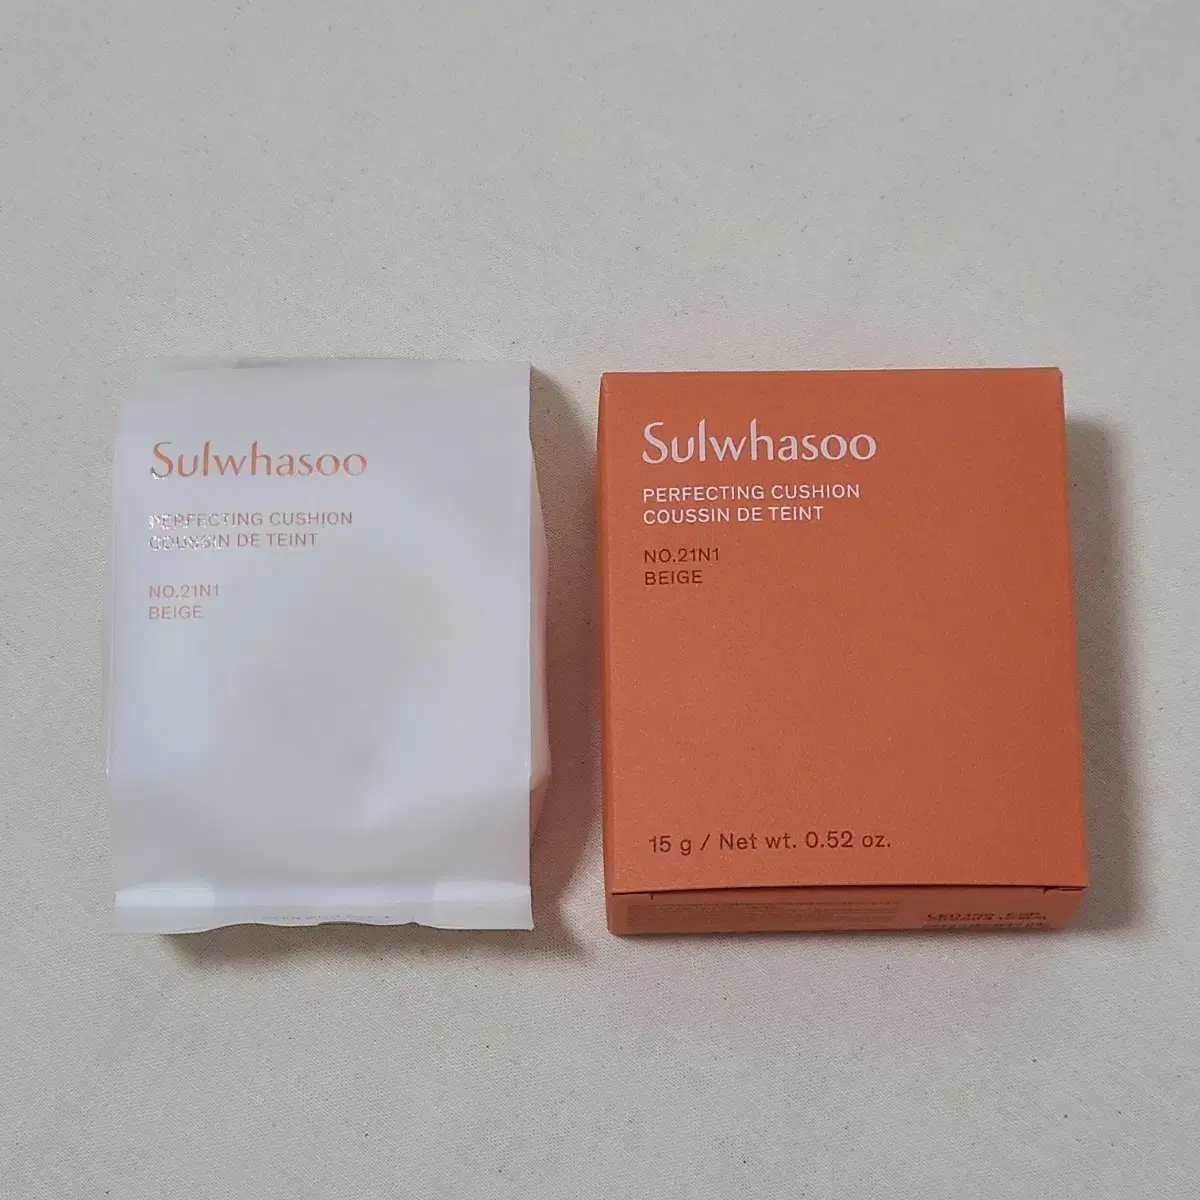 Sulwhasoo
PERFECTING CUSHION
COUSSIN DE TEINT
NO.21N1
BEIGE
Sulwhasoo
PERFECTING CUSHION
COUSSIN DE TEINT
NO.21N1
BEIGE
15 g / Net wt. 0.52 oz.